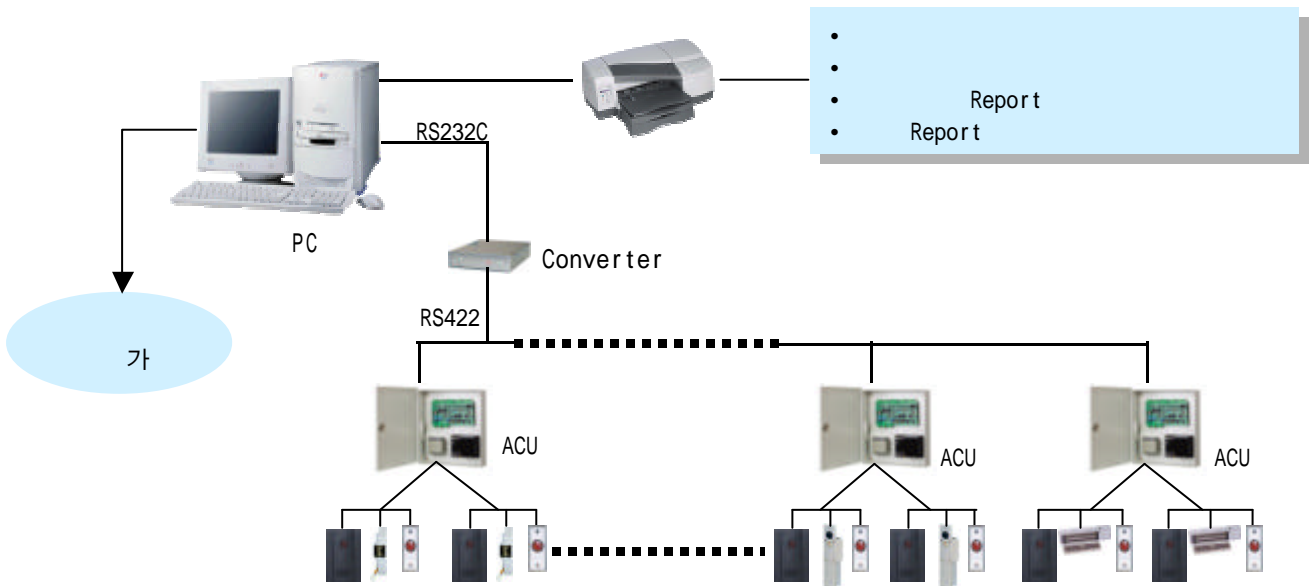 •
•
• Report
• Report
RS232C
PC
Converter
RS422
가
ACU
ACU
ACU